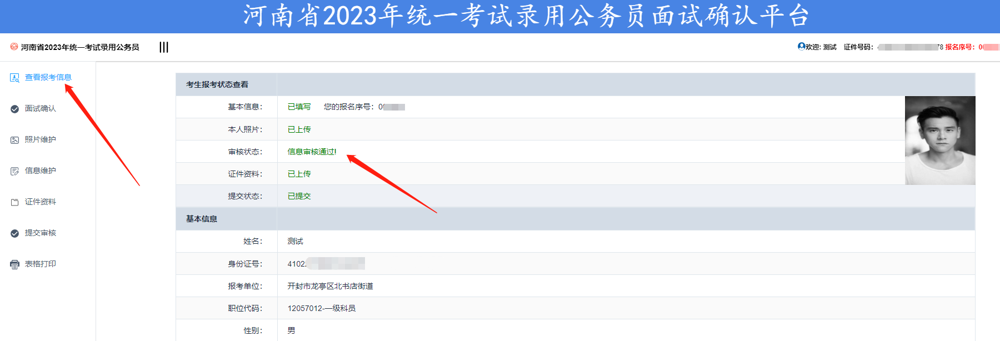 河南省2023年统一考试录用公务员面试确认平台
河南省2023年统一考试录用公务员
欢迎: 测试 证件号码: 78 报名序号: 0
查看报考信息
面试确认
照片维护
信息维护
证件资料
提交审核
表格打印
考生报考状态查看
基本信息: 已填写 您的报名序号: 0
本人照片: 已上传
审核状态: 信息审核通过!
证件资料: 已上传
提交状态: 已提交
基本信息
姓名: 测试
身份证号: 4102
报考单位: 开封市龙亭区北书店街道
职位代码: 12057012-一级科员
性别: 男